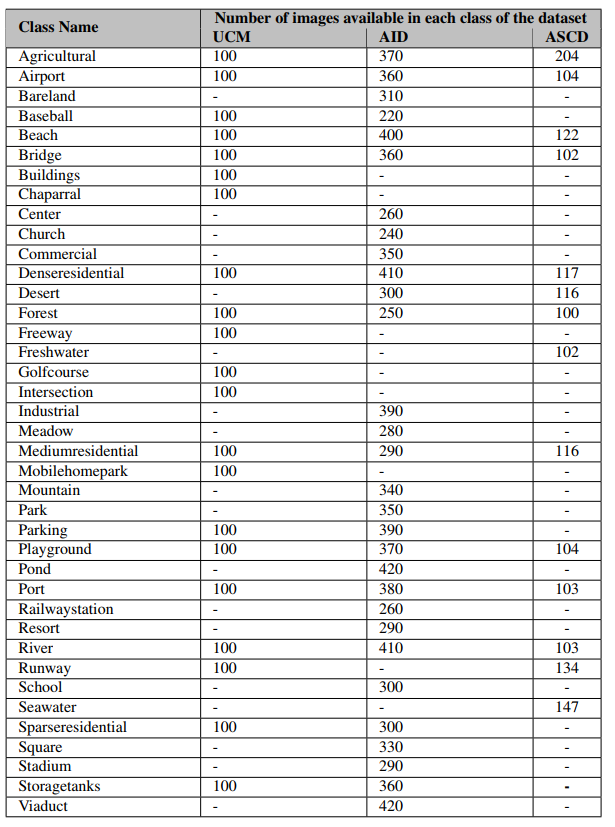 Class Name Number of images available in each class of the dataset
UCM AID ASCD
Agricultural 100 370 204
Airport 100 360 104
Bareland - 310 -
Baseball 100 220 -
Beach 100 400 122
Bridge 100 360 102
Buildings 100 - -
Chaparral 100 - -
Center - 260 -
Church - 240 -
Commercial - 350 -
Denseresidential 100 410 117
Desert - 300 116
Forest 100 250 100
Freeway 100 - -
Freshwater - - 102
Golfcourse 100 - -
Intersection 100 - -
Industrial - 390 -
Meadow - 280 -
Mediumresidential 100 290 116
Mobilehomepark 100 - -
Mountain - 340 -
Park - 350 -
Parking 100 390 -
Playground 100 370 104
Pond - 420 -
Port 100 380 103
Railwaystation - 260 -
Resort - 290 -
River 100 410 103
Runway 100 - 134
School - 300 -
Seawater - - 147
Sparseresidential 100 300 -
Square - 330 -
Stadium - 290 -
Storagetanks 100 360 -
Viaduct - 420 -